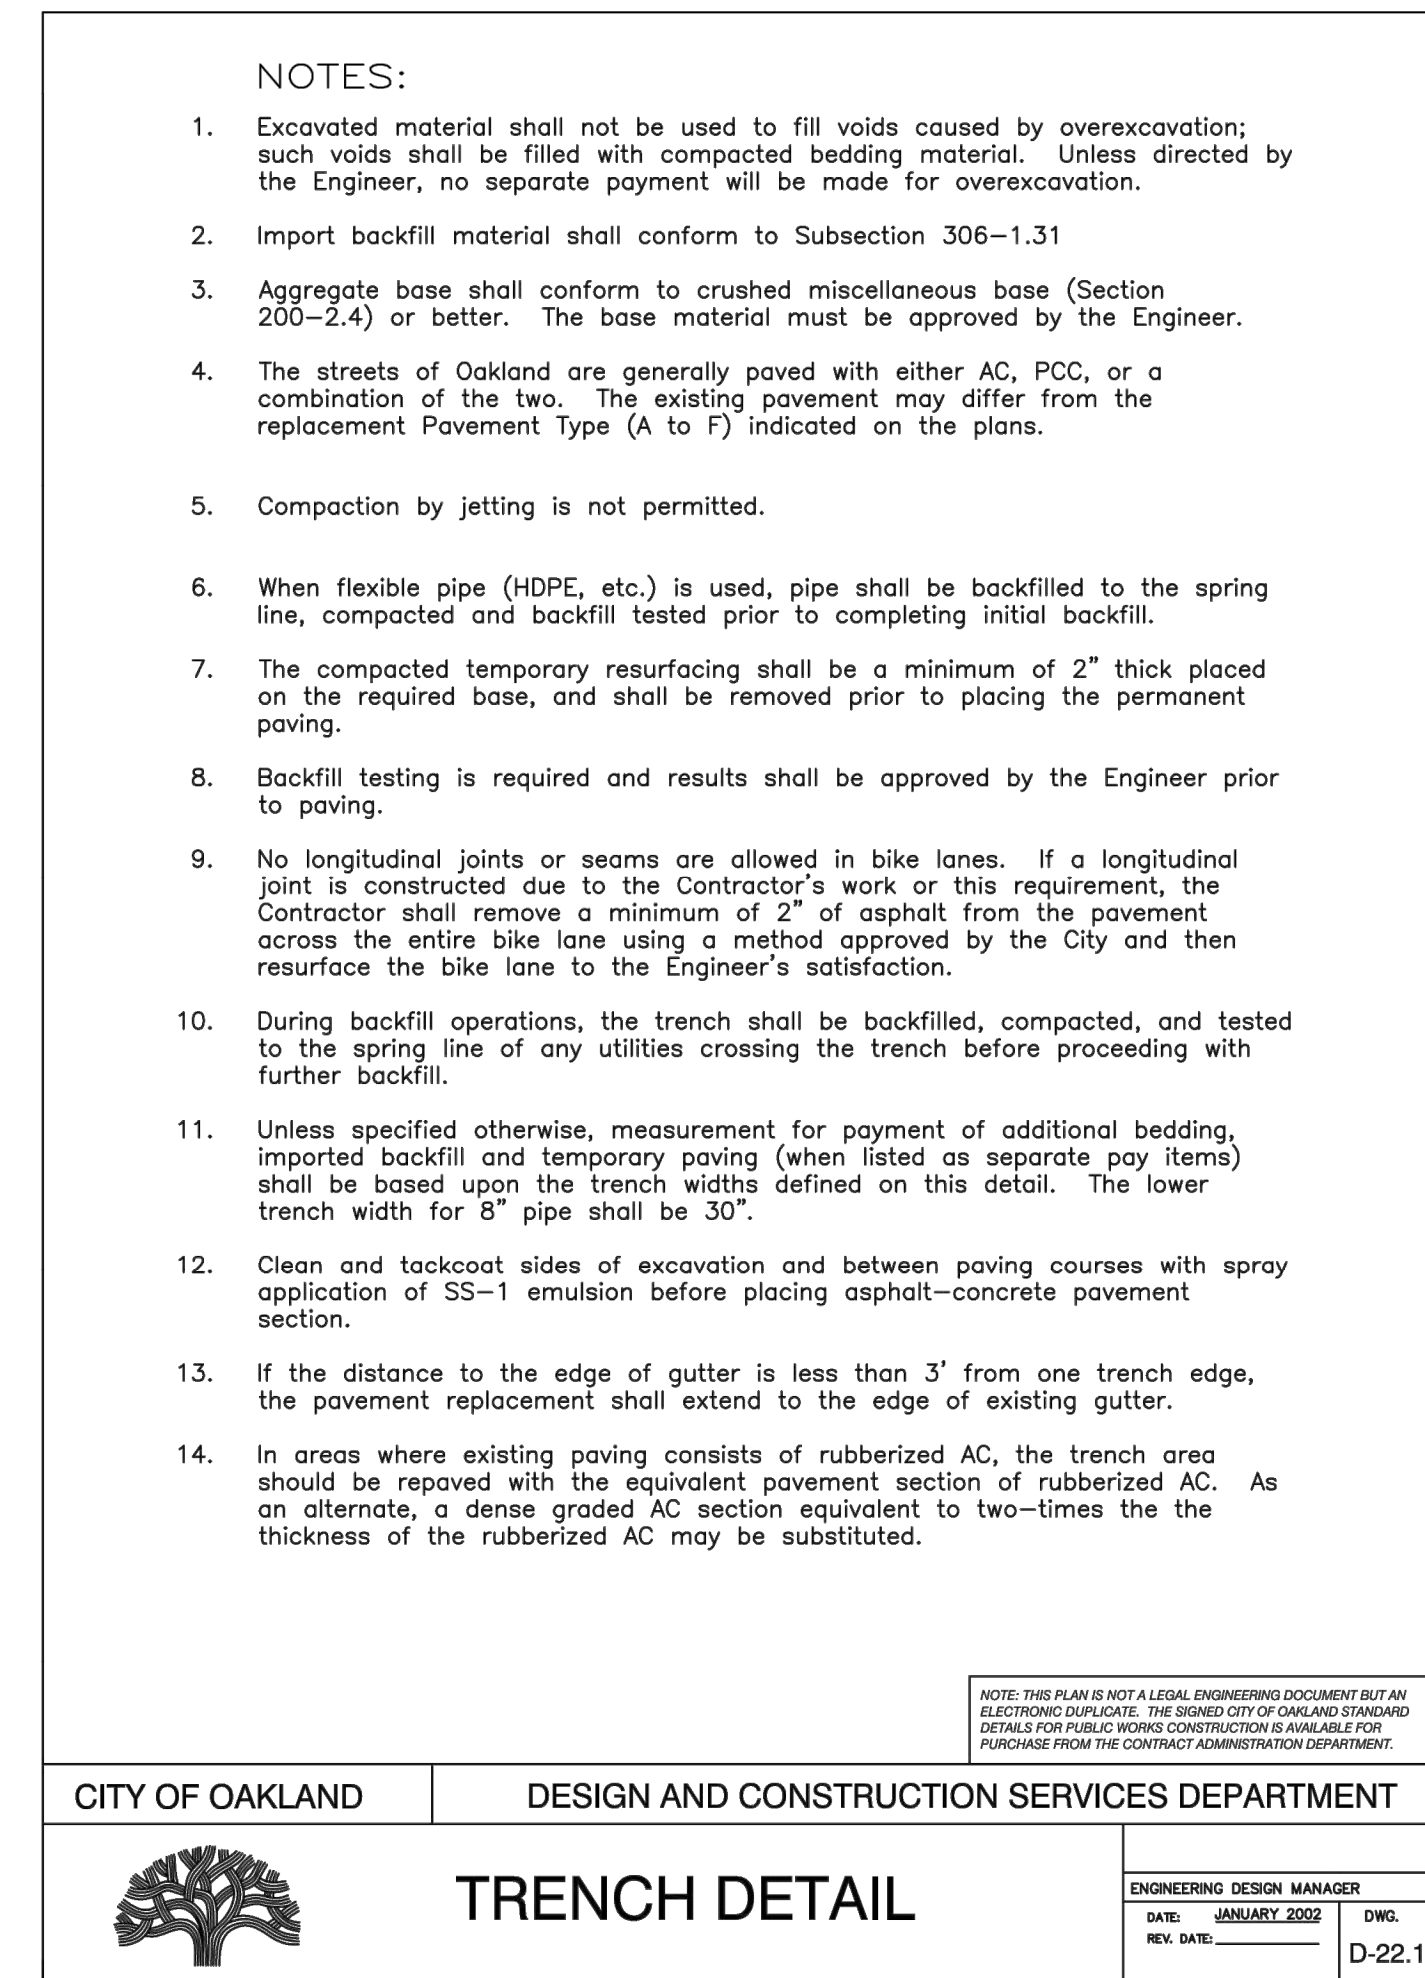 NOTES:
1. Excavated material shall not be used to fill voids caused by overexcavation;
such voids shall be filled with compacted bedding material. Unless directed by
the Engineer, no separate payment will be made for overexcavation.
2. Import backfill material shall conform to Subsection 306-1.31
3. Aggregate base shall conform to crushed miscellaneous base (Section
200-2.4) or better. The base material must be approved by the Engineer.
4. The streets of Oakland are generally paved with either AC, PCC, or a
combination of the two. The existing pavement may differ from the
replacement Pavement Type (A to F) indicated on the plans.
5. Compaction by jetting is not permitted.
6. When flexible pipe (HDPE, etc.) is used, pipe shall be backfilled to the spring
line, compacted and backfill tested prior to completing initial backfill.
7. The compacted temporary resurfacing shall be a minimum of 2" thick placed
on the required base, and shall be removed prior to placing the permanent
paving.
8. Backfill testing is required and results shall be approved by the Engineer prior
to paving.
9. No longitudinal joints or seams are allowed in bike lanes. If a longitudinal
joint is constructed due to the Contractor's work or this requirement, the
Contractor shall remove a minimum of 2" of asphalt from the pavement
across the entire bike lane using a method approved by the City and then
resurface the bike lane to the Engineer's satisfaction.
10. During backfill operations, the trench shall be backfilled, compacted, and tested
to the spring line of any utilities crossing the trench before proceeding with
further backfill.
11. Unless specified otherwise, measurement for payment of additional bedding,
imported backfill and temporary paving (when listed as separate pay items)
shall be based upon the trench widths defined on this detail. The lower
trench width for 8" pipe shall be 30".
12. Clean and tackcoat sides of excavation and between paving courses with spray
application of SS-1 emulsion before placing asphalt-concrete pavement
section.
13. If the distance to the edge of gutter is less than 3' from one trench edge,
the pavement replacement shall extend to the edge of existing gutter.
14. In areas where existing paving consists of rubberized AC, the trench area
should be repaved with the equivalent pavement section of rubberized AC. As
an alternate, a dense graded AC section equivalent to two-times the the
thickness of the rubberized AC may be substituted.
NOTE: THIS PLAN IS NOT A LEGAL ENGINEERING DOCUMENT BUT AN
ELECTRONIC DUPLICATE. THE SIGNED CITY OF OAKLAND STANDARD
DETAILS FOR PUBLIC WORKS CONSTRUCTION IS AVAILABLE FOR
PURCHASE FROM THE CONTRACT ADMINISTRATION DEPARTMENT.
CITY OF OAKLAND
DESIGN AND CONSTRUCTION SERVICES DEPARTMENT
TRENCH DETAIL
ENGINEERING DESIGN MANAGER
DATE: JANUARY 2002
REV. DATE:
DWG.
D-22.1